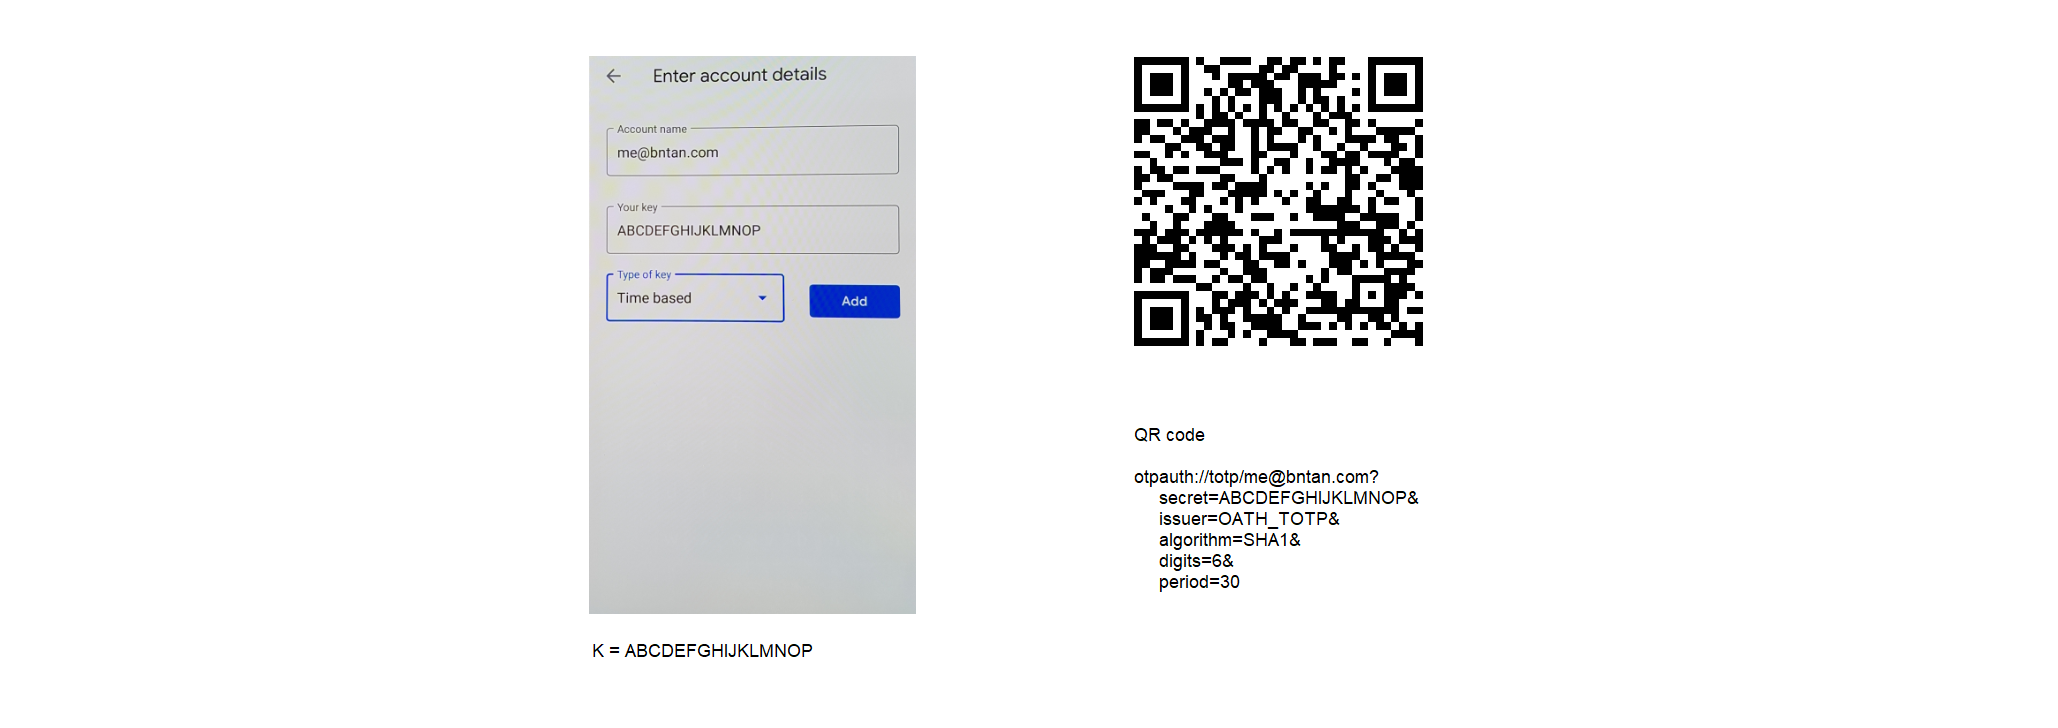 Enter account details
Account name
me@bntan.com
Your key
ABCDEFGHIJKLMNOP
Type of key
Time based
Add
K = ABCDEFGHIJKLMNOP
QR code
otpauth://totp/me@bntan.com?
secret=ABCDEFGHIJKLMNOP&
issuer=OATH_TOTP&
algorithm=SHA1&
digits=6&
period=30